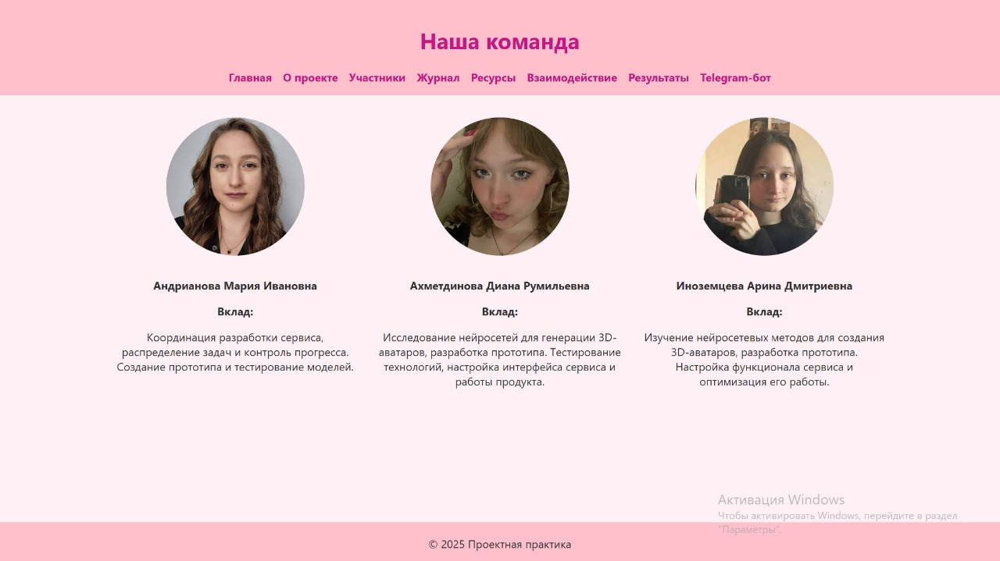 Наша команда
Главная О проекте Участники Журнал Ресурсы Взаимодействие Результаты Telegram-бот
Андрианова Мария Ивановна
Вклад:
Координация разработки сервиса,
распределение задач и контроль прогресса.
Создание прототипа и тестирование моделей.
Ахметдинова Диана Румильевна
Вклад:
Исследование нейросетей для генерации 3D-
аватаров, разработка прототипа. Тестирование
технологий, настройка интерфейса сервиса и
работы продукта.
Иноземцева Арина Дмитриевна
Вклад:
Изучение нейросетевых методов для создания
3D-аватаров, разработка прототипа.
Настройка функционала сервиса и
оптимизация его работы.
Активация Windows
Чтобы активировать Windows, перейдите в раздел
"Параметры".
© 2025 Проектная практика